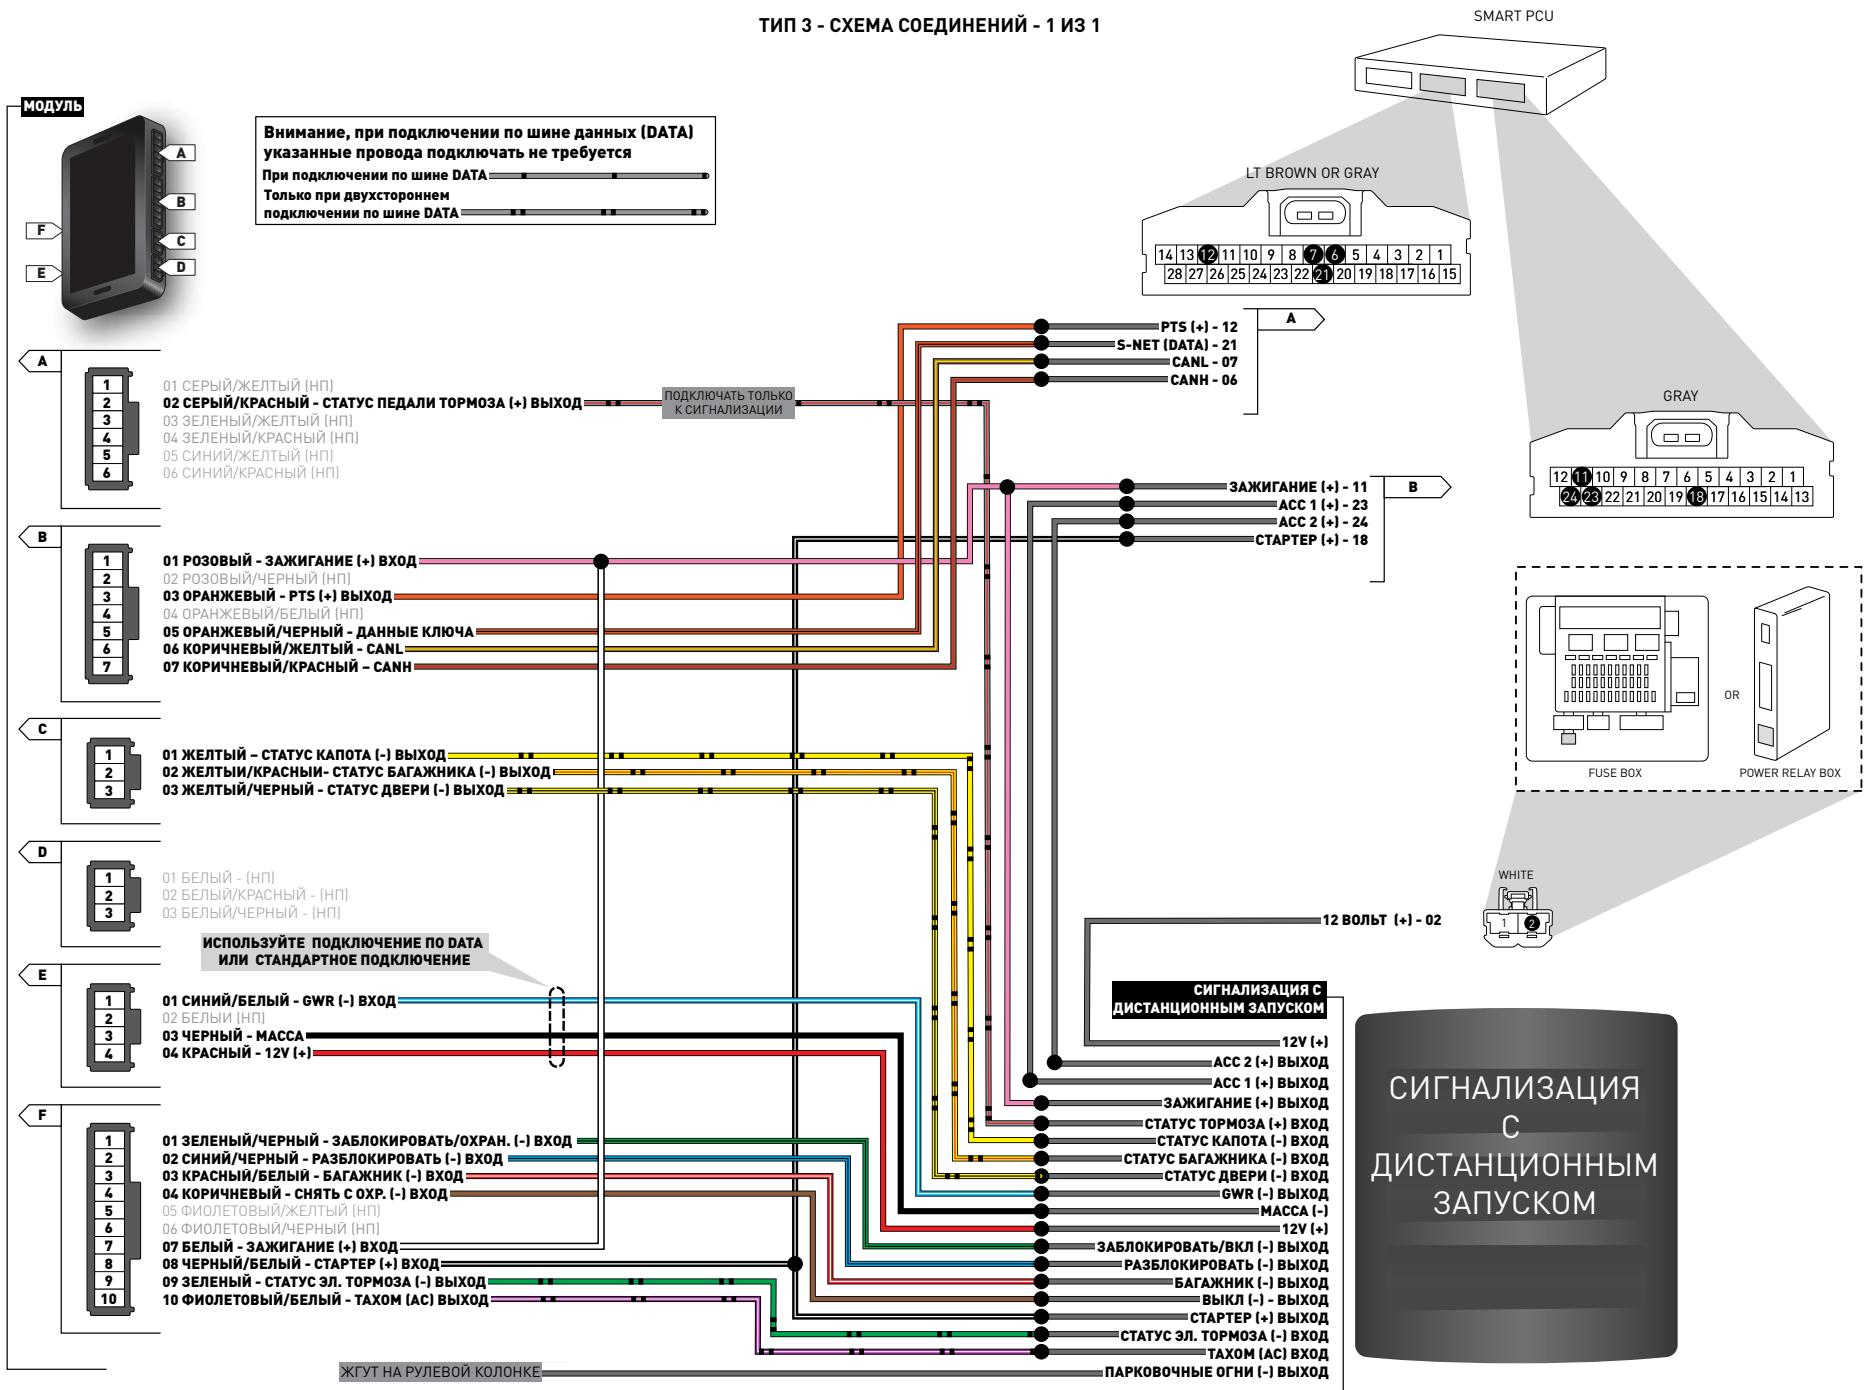 ТИП 3 - СХЕМА СОЕДИНЕНИЙ - 1 ИЗ 1
SMART PCU
МОДУЛЬ
A
B
C
D
F
E
Внимание, при подключении по шине данных (DATA)
указанные провода подключать не требуется
При подключении по шине DATA
Только при двухстороннем
подключении по шине DATA
LT BROWN OR GRAY
14 13 12 11 10 9 8 7 6 5 4 3 2 1
28 27 26 25 24 23 22 21 20 19 18 17 16 15
A
PTS (+) - 12
S-NET (DATA) - 21
CANL - 07
CANH - 06
GRAY
12 11 10 9 8 7 6 5 4 3 2 1
24 23 22 21 20 19 18 17 16 15 14 13
B
ЗАЖИГАНИЕ (+) - 11
ACC 1 (+) - 23
ACC 2 (+) - 24
СТАРТЕР (+) - 18
A
1
2
3
4
5
6
01 СЕРЫЙ/ЖЕЛТЫЙ (НП)
02 СЕРЫЙ/КРАСНЫЙ - СТАТУС ПЕДАЛИ ТОРМОЗА (+) ВЫХОД
03 ЗЕЛЕНЫЙ/ЖЕЛТЫЙ (НП)
04 ЗЕЛЕНЫЙ/КРАСНЫЙ (НП)
05 СИНИЙ/ЖЕЛТЫЙ (НП)
06 СИНИЙ/КРАСНЫЙ (НП)
ПОДКЛЮЧАТЬ ТОЛЬКО
К СИГНАЛИЗАЦИИ
B
1
2
3
4
5
6
7
01 РОЗОВЫЙ - ЗАЖИГАНИЕ (+) ВХОД
02 РОЗОВЫЙ/ЧЕРНЫЙ (НП)
03 ОРАНЖЕВЫЙ - PTS (+) ВЫХОД
04 ОРАНЖЕВЫЙ/БЕЛЫЙ (НП)
05 ОРАНЖЕВЫЙ/ЧЕРНЫЙ - ДАННЫЕ КЛЮЧА
06 КОРИЧНЕВЫЙ/ЖЕЛТЫЙ - CANL
07 КОРИЧНЕВЫЙ/КРАСНЫЙ – CANH
C
1
2
3
01 ЖЕЛТЫЙ – СТАТУС КАПОТА (-) ВЫХОД
02 ЖЕЛТЫИ/КРАСНЫЙ- СТАТУС БАГАЖНИКА (-) ВЫХОД
03 ЖЕЛТЫЙ/ЧЕРНЫЙ - СТАТУС ДВЕРИ (-) ВЫХОД
D
1
2
3
01 БЕЛЫЙ - (НП)
02 БЕЛЫЙ/КРАСНЫЙ - (НП)
03 БЕЛЫЙ/ЧЕРНЫЙ - (НП)
ИСПОЛЬЗУЙТЕ ПОДКЛЮЧЕНИЕ ПО DATA
ИЛИ СТАНДАРТНОЕ ПОДКЛЮЧЕНИЕ
E
1
2
3
4
01 СИНИЙ/БЕЛЫЙ - GWR (-) ВХОД
02 БЕЛЫИ (НП)
03 ЧЕРНЫЙ - МАССА
04 КРАСНЫЙ - 12V (+)
F
1
2
3
4
5
6
7
8
9
10
01 ЗЕЛЕНЫЙ/ЧЕРНЫЙ - ЗАБЛОКИРОВАТЬ/ОХРАН. (-) ВХОД
02 СИНИЙ/ЧЕРНЫЙ - РАЗБЛОКИРОВАТЬ (-) ВХОД
03 КРАСНЫЙ/БЕЛЫЙ - БАГАЖНИК (-) ВХОД
04 КОРИЧНЕВЫЙ - СНЯТЬ С ОХР. (-) ВХОД
05 ФИОЛЕТОВЫЙ/ЖЕЛТЫЙ (НП)
06 ФИОЛЕТОВЫЙ/ЧЕРНЫЙ (НП)
07 БЕЛЫЙ - ЗАЖИГАНИЕ (+) ВХОД
08 ЧЕРНЫЙ/БЕЛЫЙ - СТАРТЕР (+) ВХОД
09 ЗЕЛЕНЫЙ - СТАТУС ЭЛ. ТОРМОЗА (-) ВЫХОД
10 ФИОЛЕТОВЫЙ/БЕЛЫЙ - ТАХОМ (AC) ВЫХОД
ЖГУТ НА РУЛЕВОЙ КОЛОНКЕ
OR
FUSE BOX
POWER RELAY BOX
WHITE
1 2
12 ВОЛЬТ (+) - 02
СИГНАЛИЗАЦИЯ С
ДИСТАНЦИОННЫМ ЗАПУСКОМ
12V (+)
ACC 2 (+) ВЫХОД
ACC 1 (+) ВЫХОД
ЗАЖИГАНИЕ (+) ВЫХОД
СТАТУС ТОРМОЗА (+) ВХОД
СТАТУС КАПОТА (-) ВХОД
СТАТУС БАГАЖНИКА (-) ВХОД
СТАТУС ДВЕРИ (-) ВХОД
GWR (-) ВЫХОД
МАССА (-)
12V (+)
ЗАБЛОКИРОВАТЬ/ВКЛ (-) ВЫХОД
РАЗБЛОКИРОВАТЬ (-) ВЫХОД
БАГАЖНИК (-) ВЫХОД
ВЫКЛ (-) - ВЫХОД
СТАРТЕР (+) ВЫХОД
СТАТУС ЭЛ. ТОРМОЗА (-) ВХОД
ТАХОМ (AC) ВХОД
ПАРКОВОЧНЫЕ ОГНИ (-) ВЫХОД
СИГНАЛИЗАЦИЯ
С
ДИСТАНЦИОННЫМ
ЗАПУСКОМ